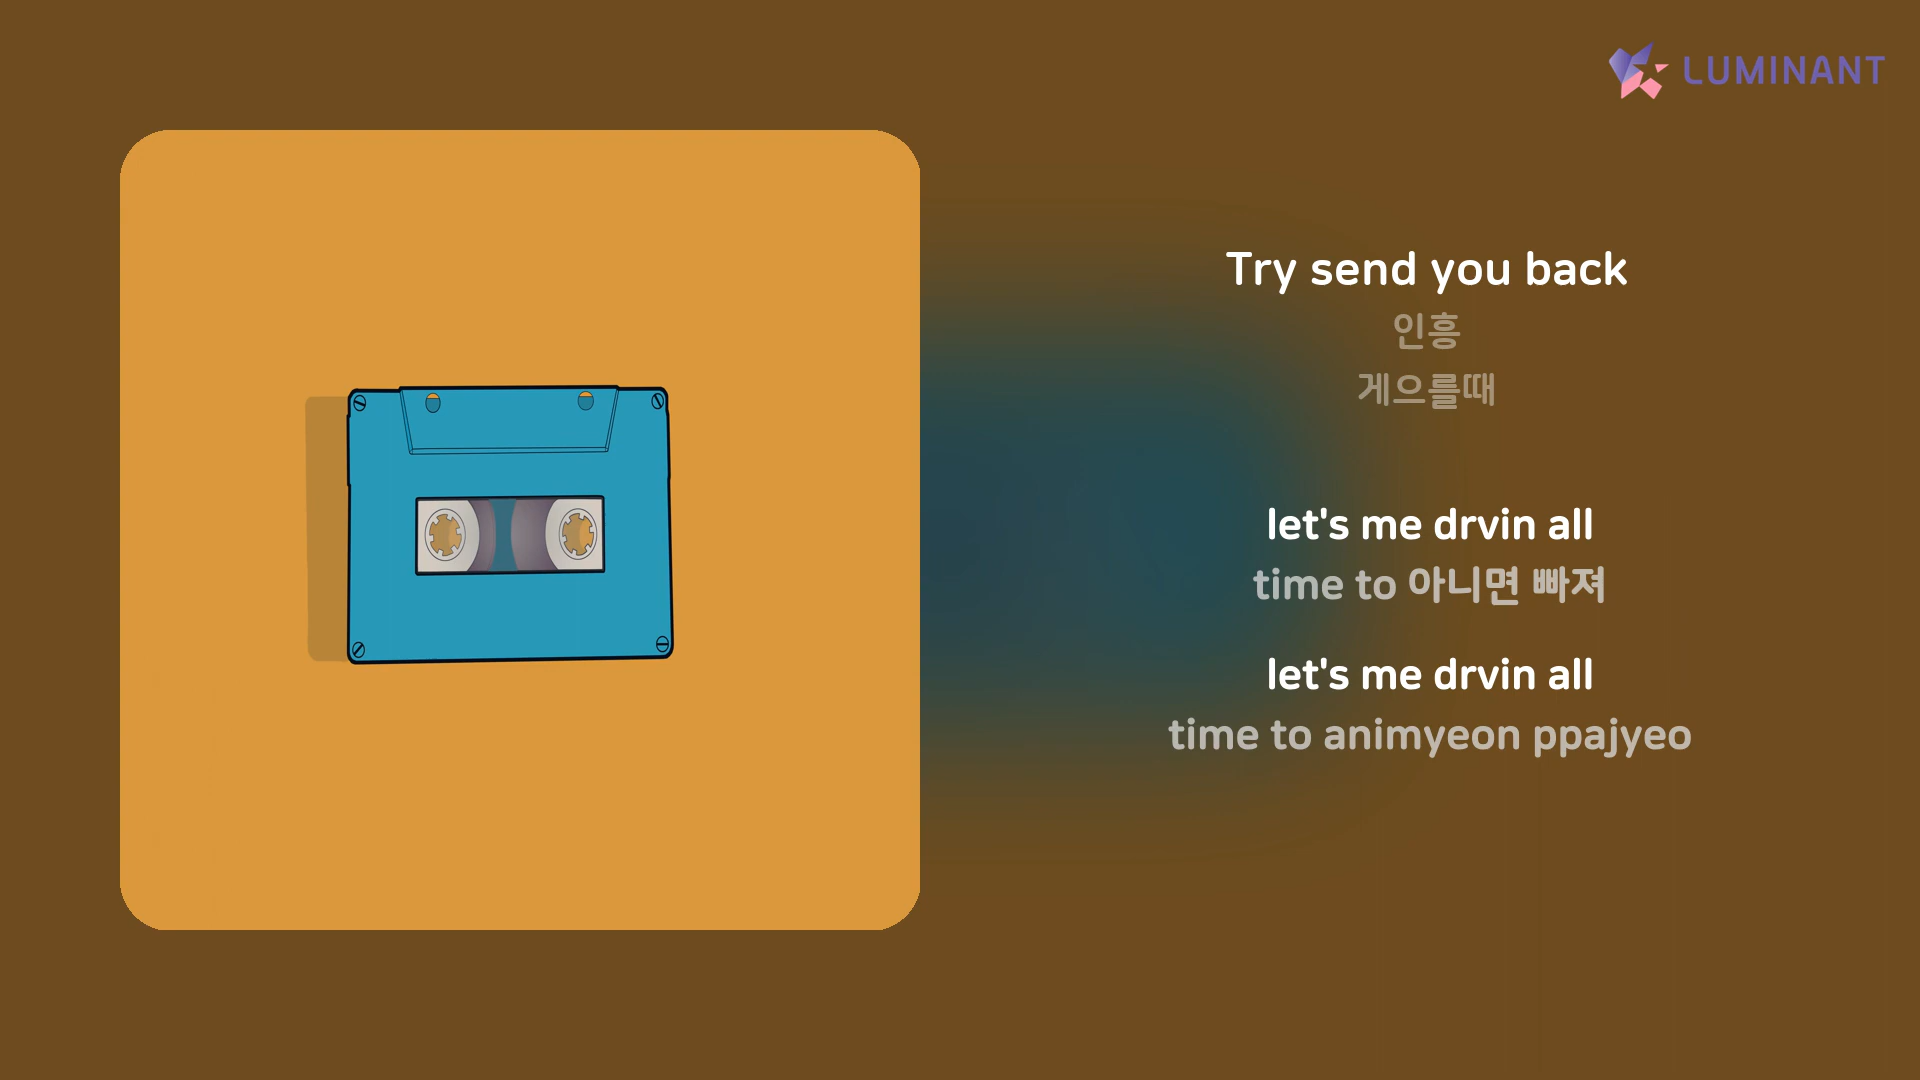 LUMINANT
Try send you back
인흥
게으를때
let's me drvin all
time to 아니면 빠져
let's me drvin all
time to animyeon ppajyeo